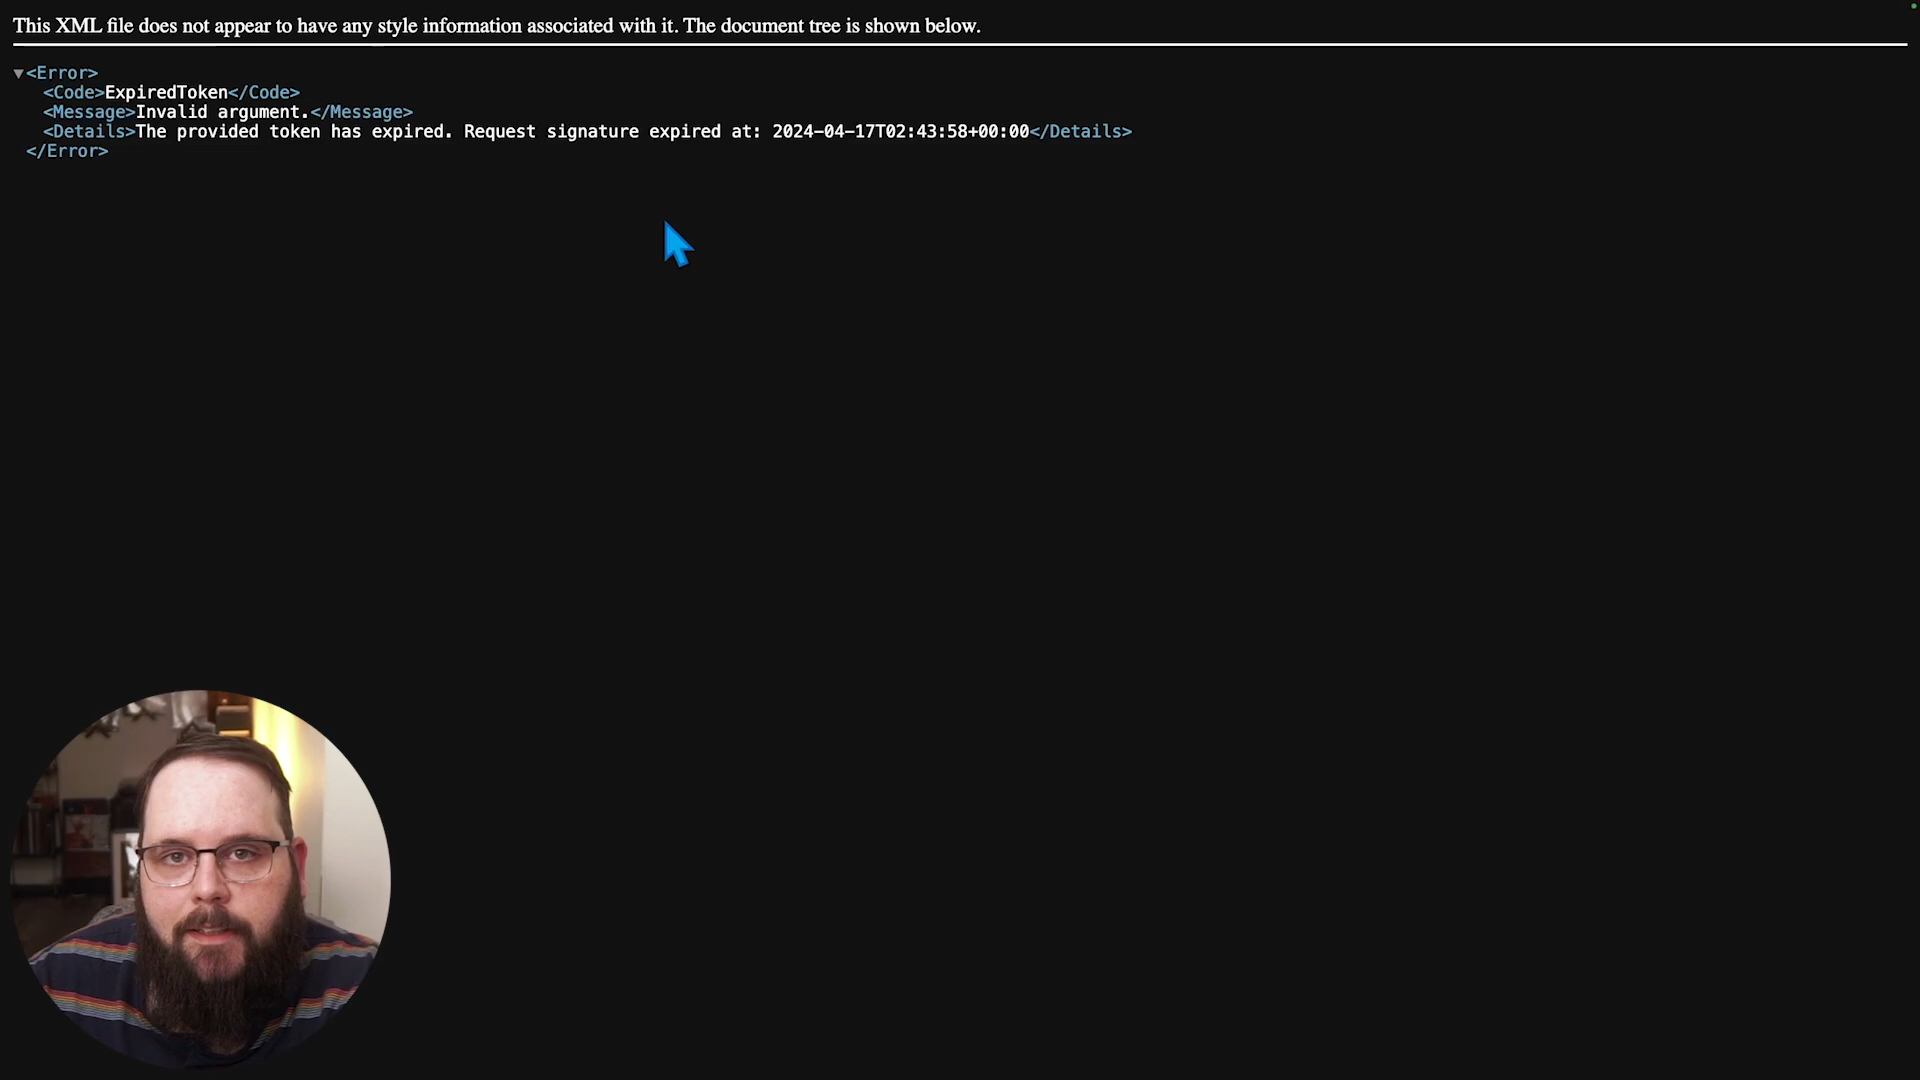 This XML file does not appear to have any style information associated with it. The document tree is shown below.
▼<Error>
<Code>ExpiredToken</Code>
<Message>Invalid argument.</Message>
<Details>The provided token has expired. Request signature expired at: 2024-04-17T02:43:58+00:00</Details>
</Error>